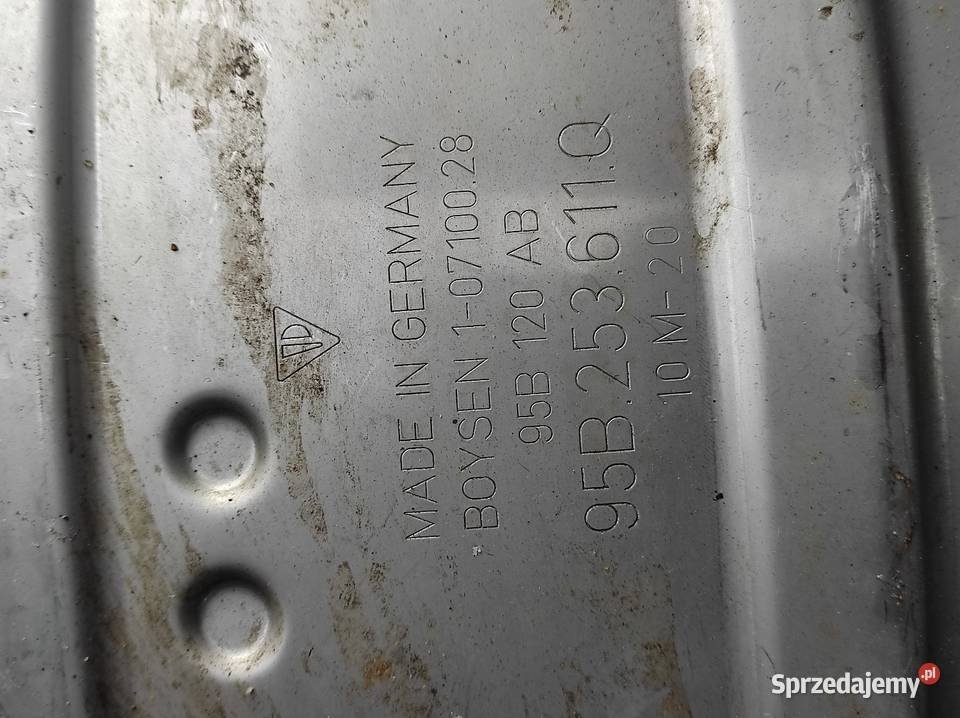 MADE IN GERMANY
BOYSEN 1-07100.28
95B 120 AB
95B.253.611.Q
10 M- 20
Sprzedajemy.pl